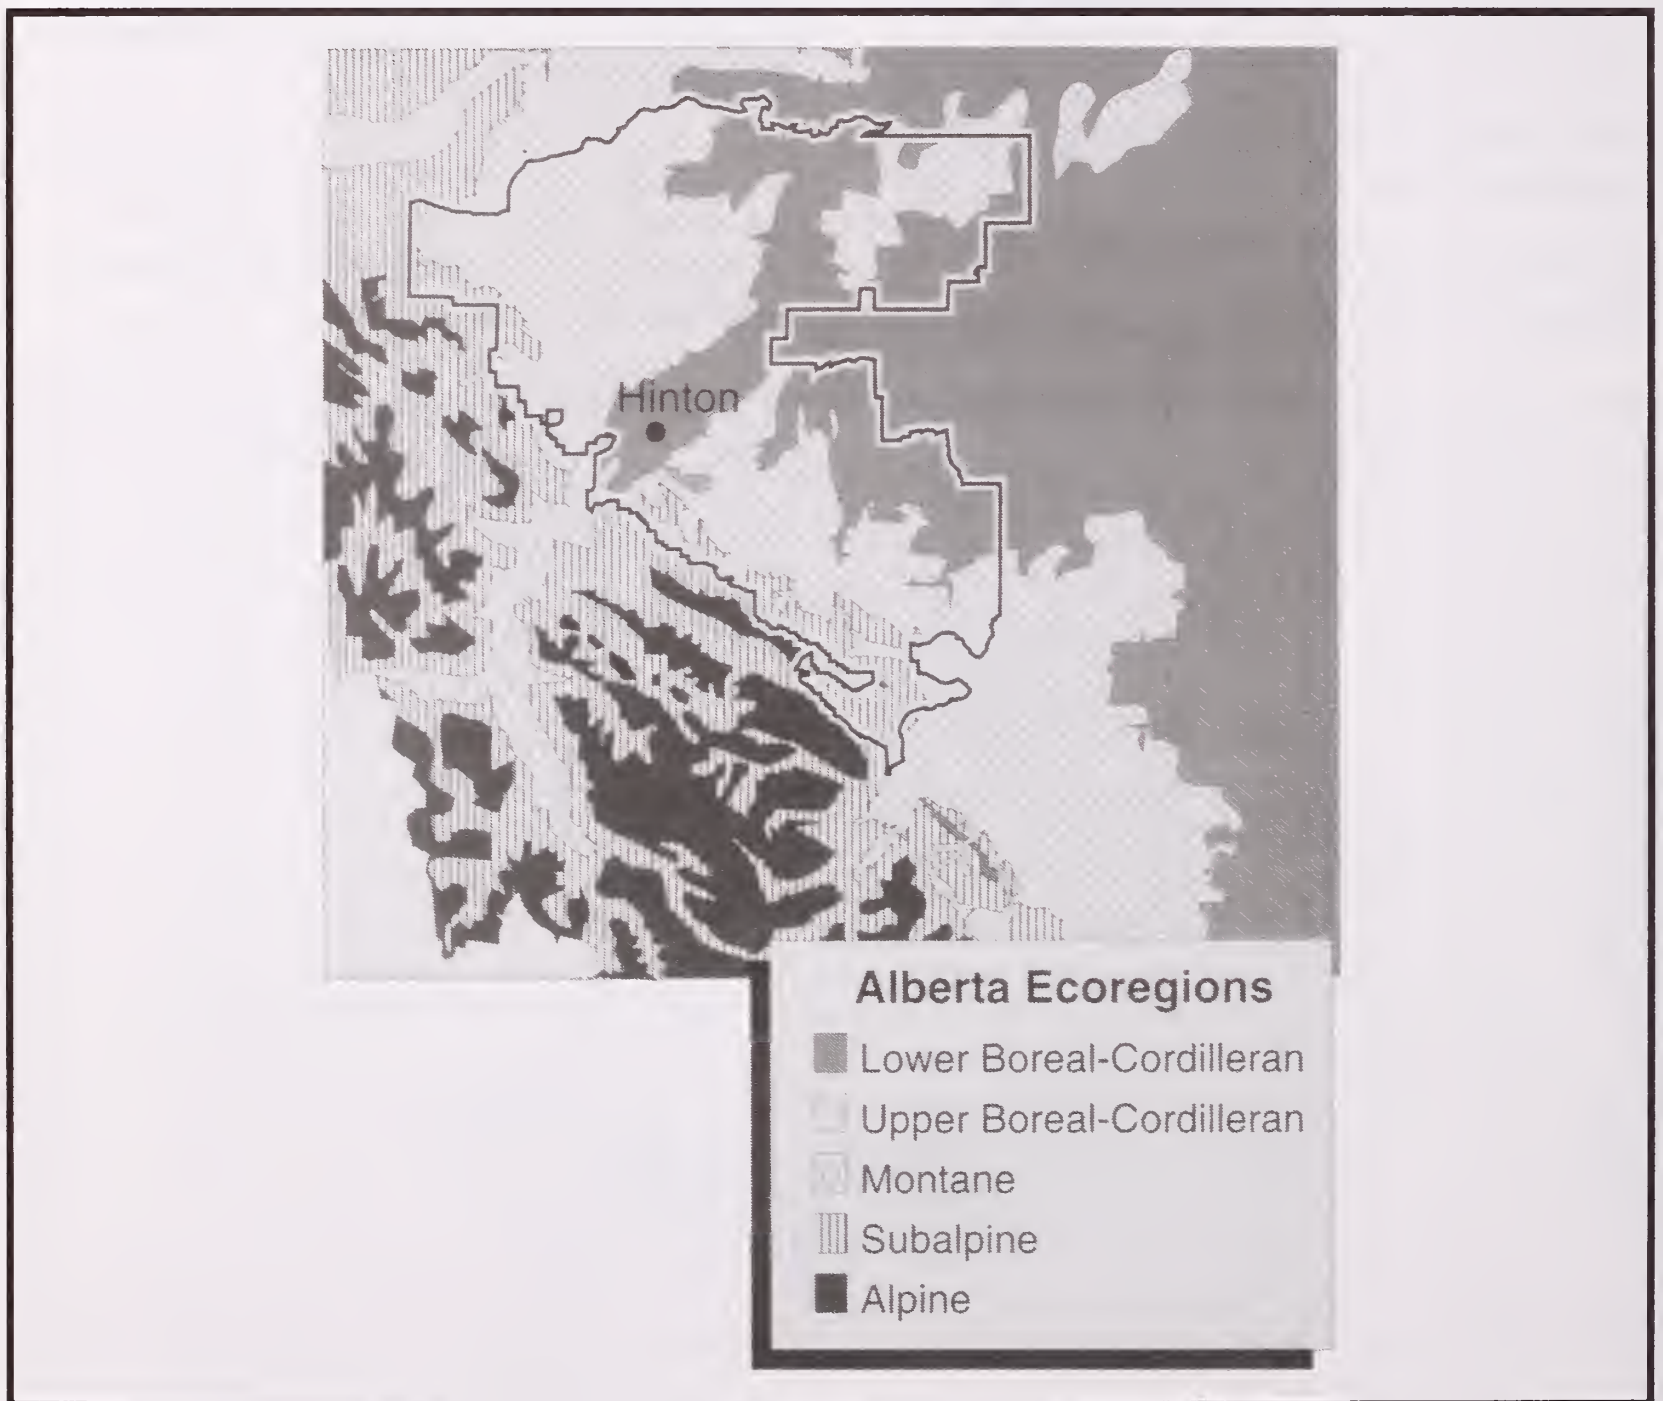 Hinton
Alberta Ecoregions
Lower Boreal-Cordilleran
Upper Boreal-Cordilleran
Montane
Subalpine
Alpine